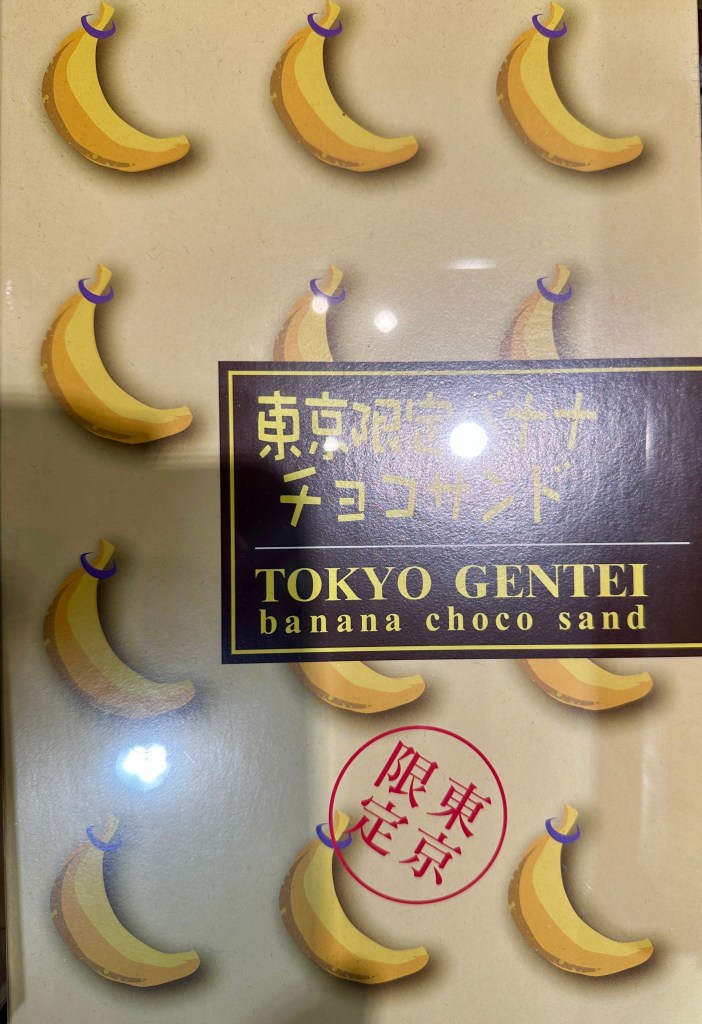 東京限定バナナ
チョコサンド
TOKYO GENTEI
banana choco sand
東京
限定